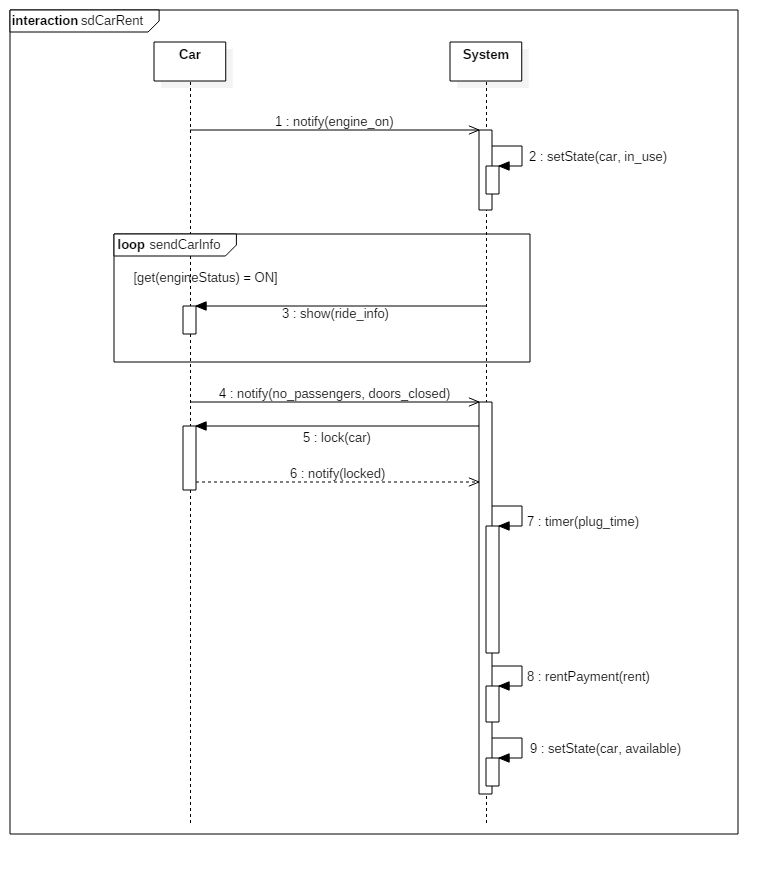 interaction sdCarRent
Car
System
1 : notify(engine_on)
2 : setState(car, in_use)
loop sendCarInfo
[get(engineStatus) = ON]
3 : show(ride_info)
4 : notify(no_passengers, doors_closed)
5 : lock(car)
6 : notify(locked)
7 : timer(plug_time)
8 : rentPayment(rent)
9 : setState(car, available)